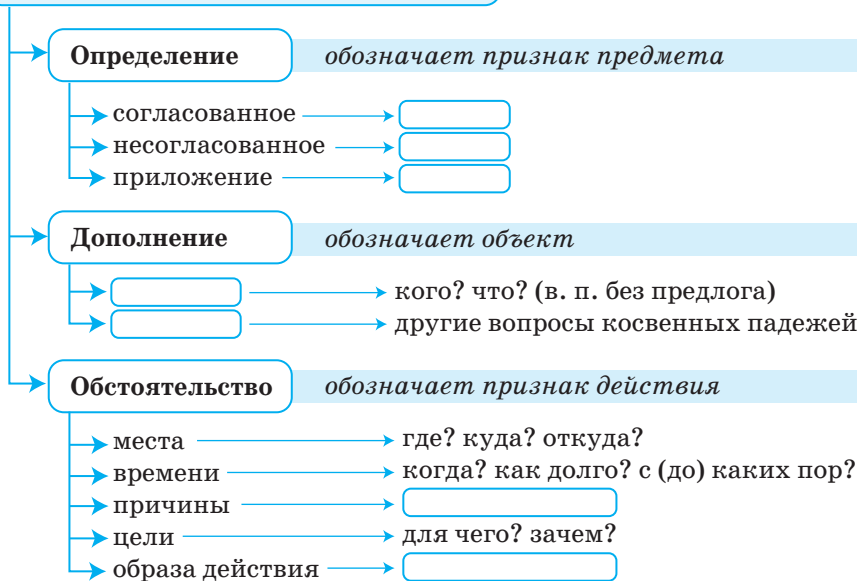 Определение обозначает признак предмета
согласованное
несогласованное
приложение
Дополнение обозначает объект
кого? что? (в. п. без предлога)
другие вопросы косвенных падежей
Обстоятельство обозначает признак действия
места где? куда? откуда?
времени когда? как долго? с (до) каких пор?
причины
цели для чего? зачем?
образа действия